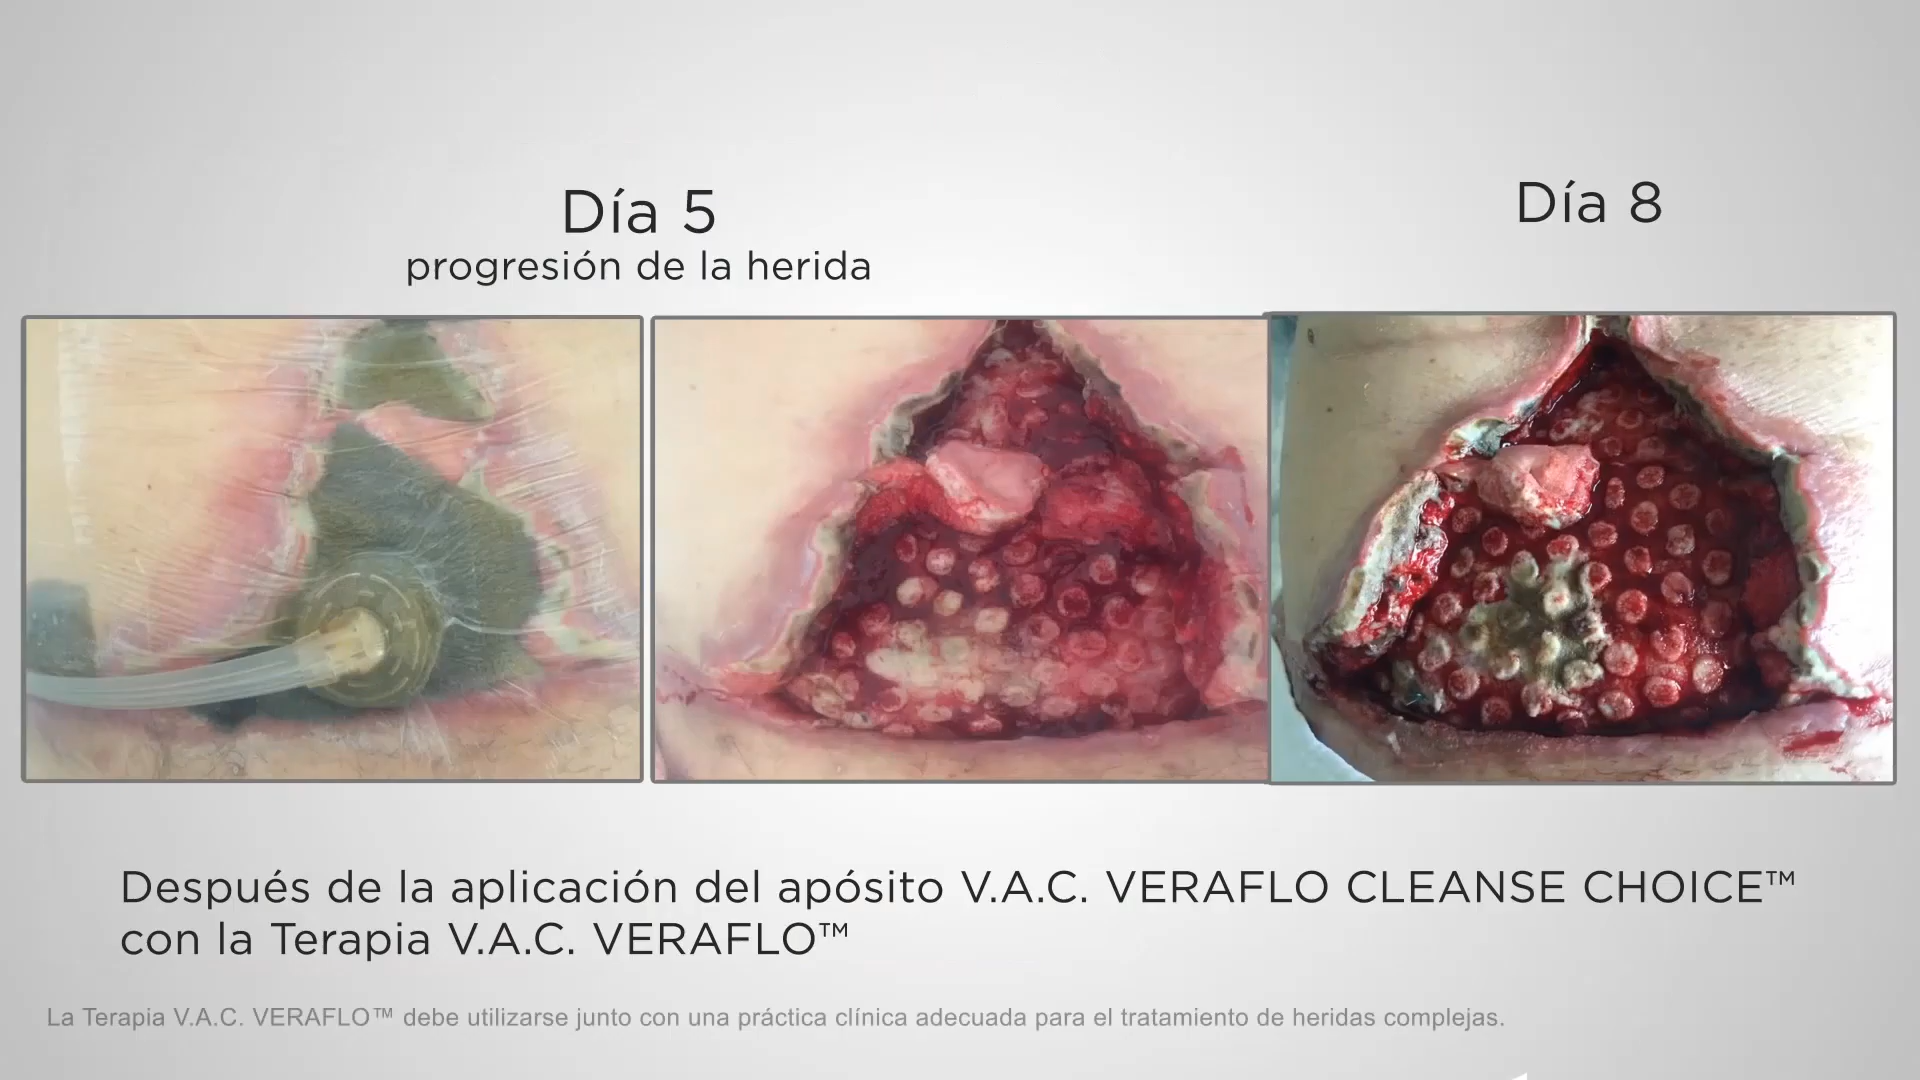 Día 5
progresión de la herida
Día 8
Después de la aplicación del apósito V.A.C. VERAFLO CLEANSE CHOICE™
con la Terapia V.A.C. VERAFLO™
La Terapia V.A.C. VERAFLO™ debe utilizarse junto con una práctica clínica adecuada para el tratamiento de heridas complejas.